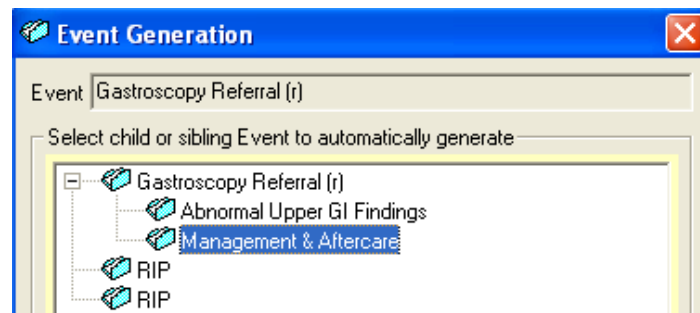 Event Generation
Event Gastroscopy Referral (r)
Select child or sibling Event to automatically generate
Gastroscopy Referral (r)
Abnormal Upper GI Findings
Management & Aftercare
RIP
RIP